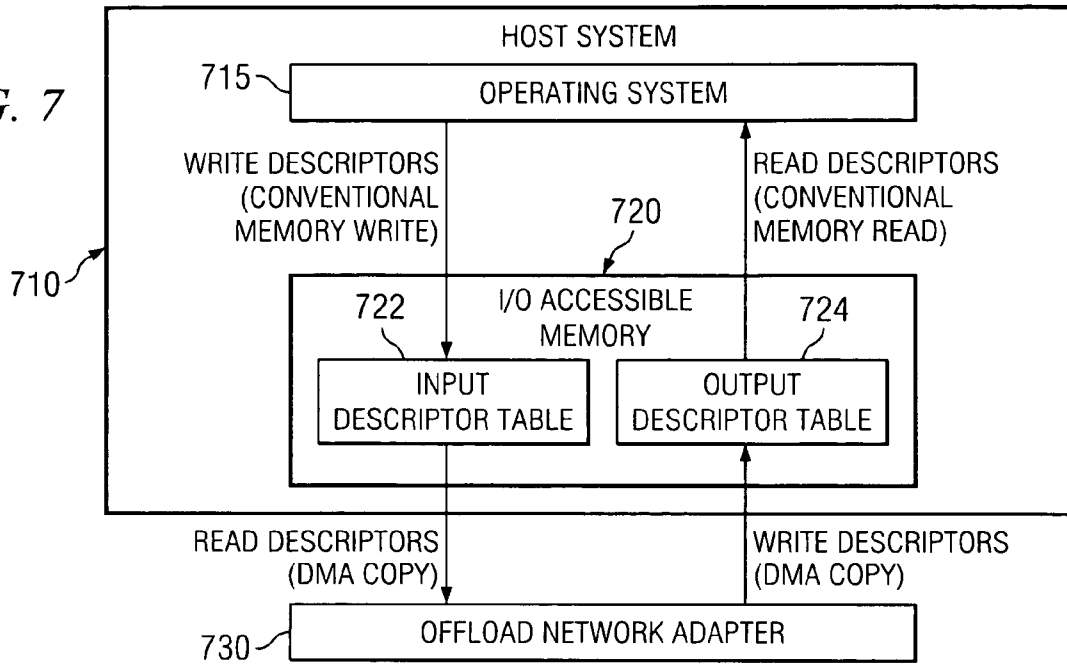 G. 7
HOST SYSTEM
715
OPERATING SYSTEM
WRITE DESCRIPTORS
(CONVENTIONAL
MEMORY WRITE)
READ DESCRIPTORS
(CONVENTIONAL
MEMORY READ)
720
710
I/O ACCESSIBLE
MEMORY
722
724
INPUT
DESCRIPTOR TABLE
OUTPUT
DESCRIPTOR TABLE
READ DESCRIPTORS
(DMA COPY)
WRITE DESCRIPTORS
(DMA COPY)
730
OFFLOAD NETWORK ADAPTER